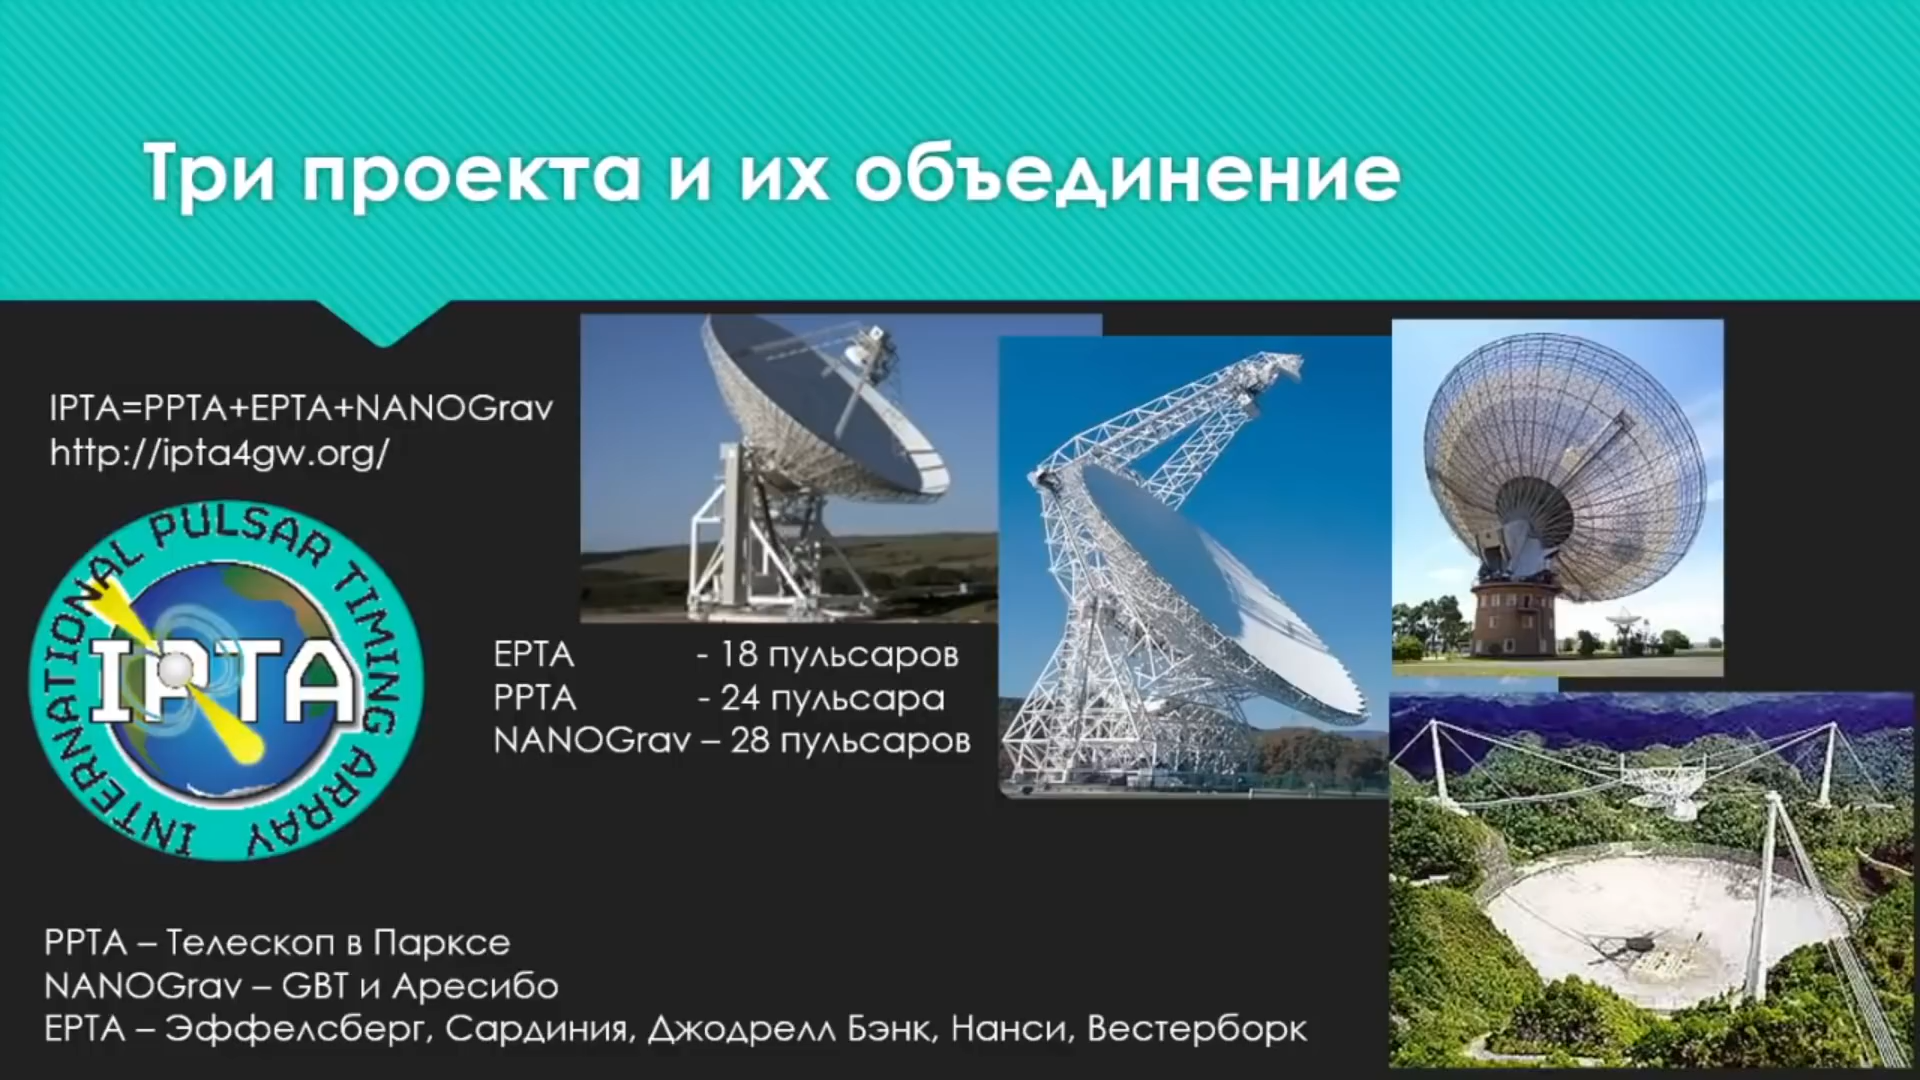 Три проекта и их объединение
IPTA=PPTA+EPTA+NANOGrav
http://ipta4gw.org/
INTERNATIONAL PULSAR TIMING ARRAY
IPTA
EPTA - 18 пульсаров
PPTA - 24 пульсара
NANOGrav – 28 пульсаров
PPTA – Телескоп в Парксе
NANOGrav – GBT и Аресибо
EPTA – Эффелсберг, Сардиния, Джодрелл Бэнк, Нанси, Вестерборк